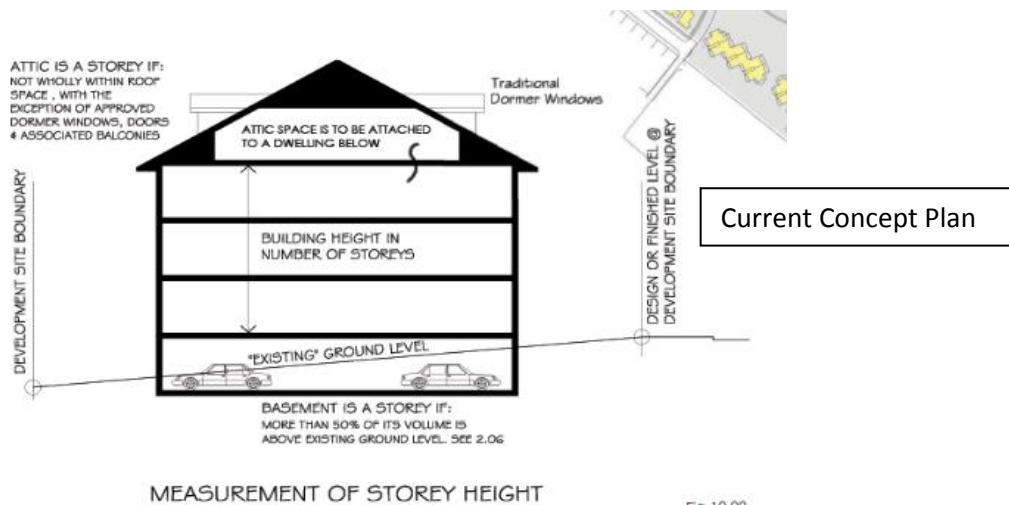 ATTIC IS A STOREY IF:
NOT WHOLLY WITHIN ROOF
SPACE , WITH THE
EXCEPTION OF APPROVED
DORMER WINDOWS, DOORS
& ASSOCIATED BALCONIES
Traditional
Dormer Windows
ATTIC SPACE IS TO BE ATTACHED
TO A DWELLING BELOW
DEVELOPMENT SITE BOUNDARY
BUILDING HEIGHT IN
NUMBER OF STOREYS
DESIGN OR FINISHED LEVEL @
DEVELOPMENT SITE BOUNDARY
Current Concept Plan
"EXISTING" GROUND LEVEL
BASEMENT IS A STOREY IF:
MORE THAN 50% OF ITS VOLUME IS
ABOVE EXISTING GROUND LEVEL. SEE 2.06
MEASUREMENT OF STOREY HEIGHT